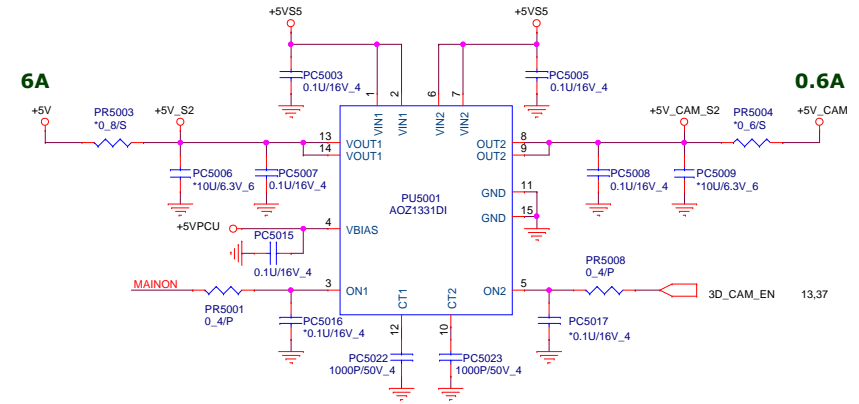 +5VS5
+5VS5
6A
0.6A
PC5003
0.1U/16V_4
PC5005
0.1U/16V_4
1
2
6
7
VIN1
VIN1
VIN2
VIN2
+5V
PR5003
*0_8/S
+5V_S2
+5V_CAM_S2
PR5004
*0_6/S
+5V_CAM
13
14
VOUT1
VOUT1
OUT2
OUT2
8
9
PC5006
*10U/6.3V_6
PC5007
0.1U/16V_4
PC5008
0.1U/16V_4
PC5009
*10U/6.3V_6
PU5001
AOZ1331DI
GND
11
GND
15
+5VPCU
4
VBIAS
PC5015
0.1U/16V_4
MAINON
PR5001
0_4/P
3
ON1
CT1
CT2
ON2
5
PR5008
0_4/P
3D_CAM_EN
13,37
PC5016
*0.1U/16V_4
12
10
PC5017
*0.1U/16V_4
PC5022
1000P/50V_4
PC5023
1000P/50V_4